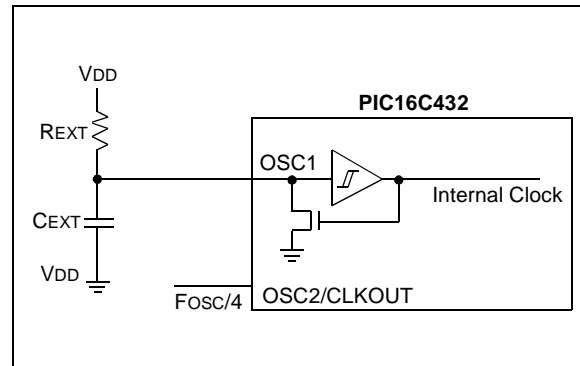 VDD
PIC16C432
REXT
OSC1
Internal Clock
CEXT
VDD
FOSC/4
OSC2/CLKOUT